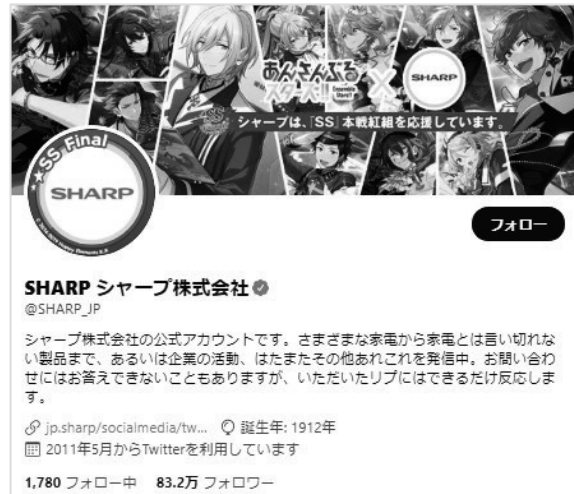 あんさんぶる
スターズ!!
Ensemble Stars!!
×
SHARP
シャープは、『SS』本戦紅組を応援しています。
★★SS Final
SHARP
フォロー
SHARP シャープ株式会社
@SHARP_JP
シャープ株式会社の公式アカウントです。さまざまな家電から家電とは言い切れな
い製品まで、あるいは企業の活動、はたまたその他あれこれを発信中。お問い合わ
せにはお答えできないこともありますが、いただいたリプにはできるだけ反応しま
す。
jp.sharp/socialmedia/tw... 誕生年: 1912年
2011年5月からTwitterを利用しています
1,780 フォロー中 83.2万 フォロワー